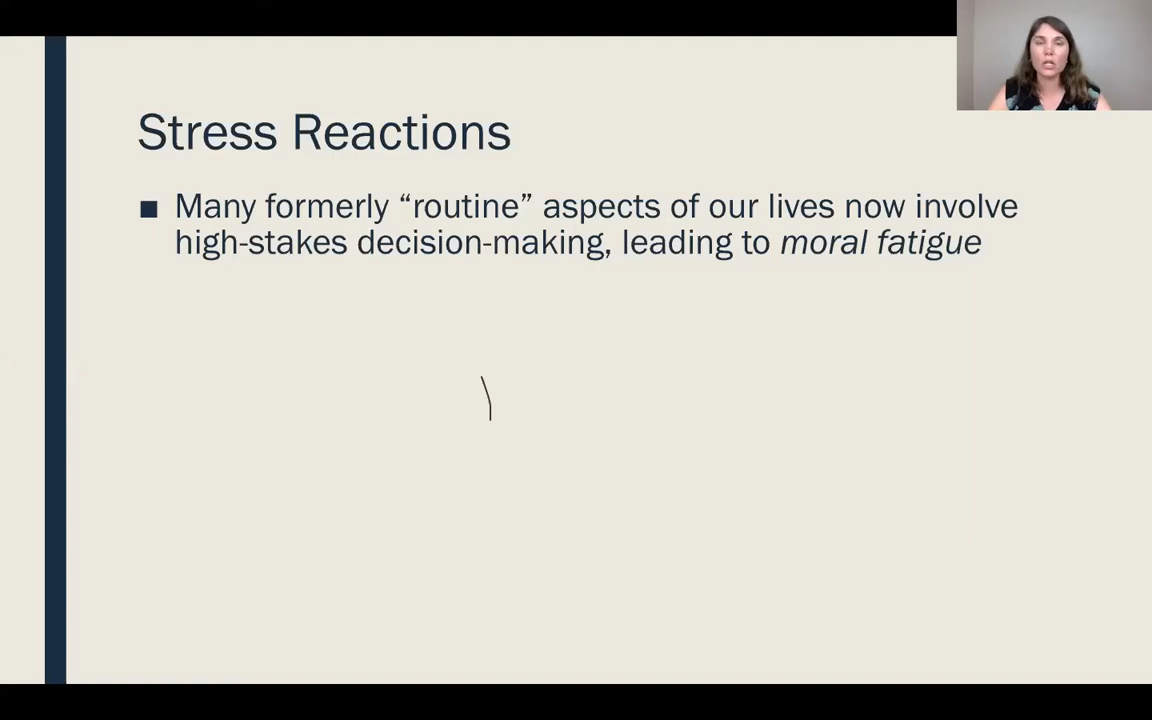 Stress Reactions
■ Many formerly “routine” aspects of our lives now involve
high-stakes decision-making, leading to moral fatigue